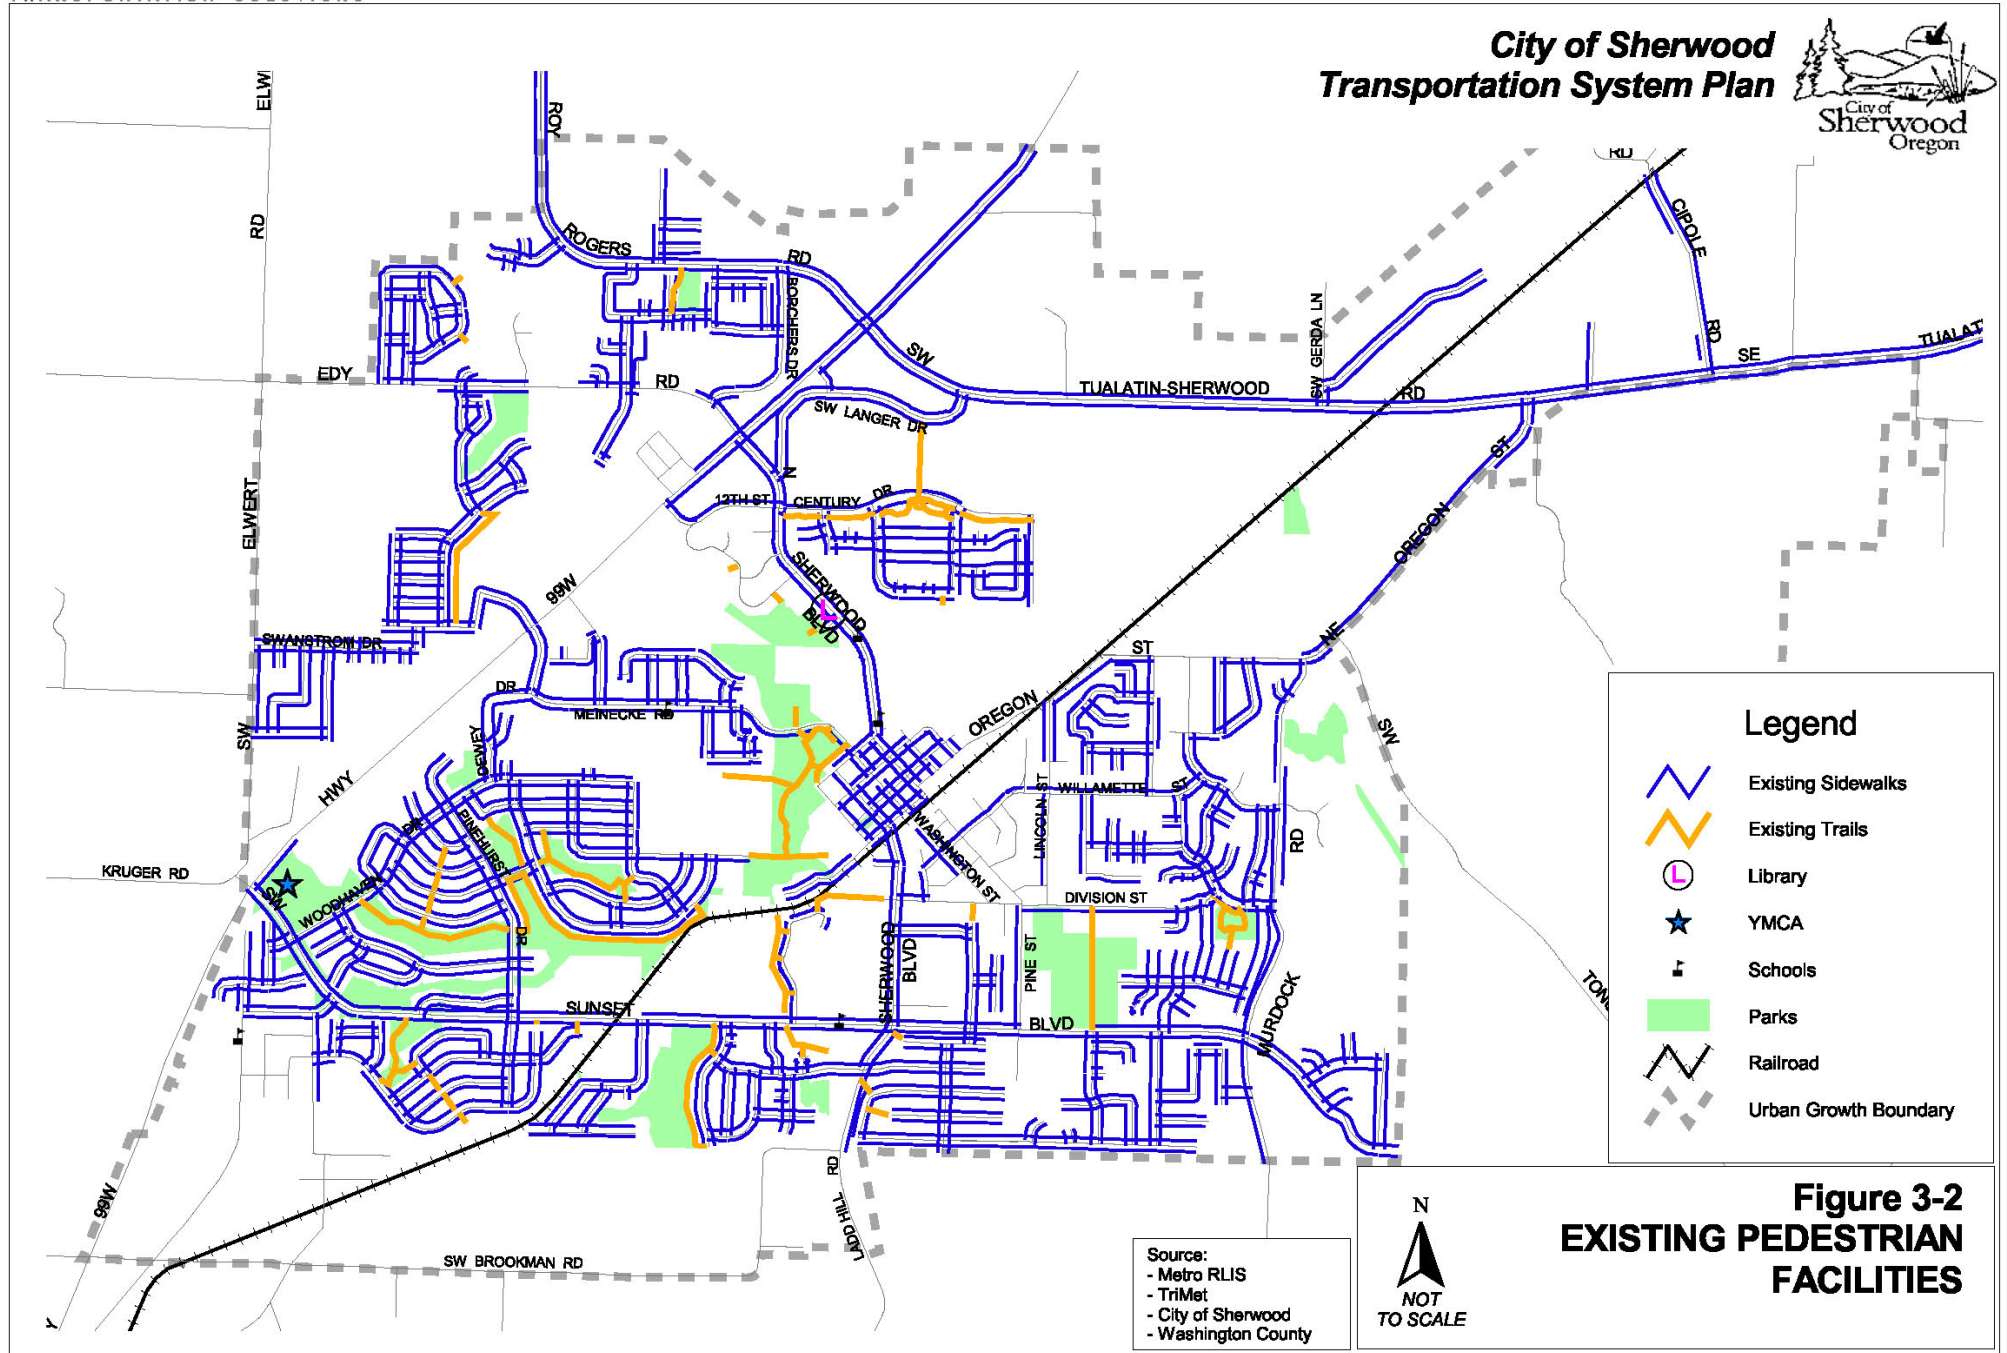 City of Sherwood
Transportation System Plan
City of
Sherwood
Oregon
ELWERT
RD
SW
ROY
ROGERS
RD
BORCHERS DR
EDY
RD
SW
SW LANGER DR
TUALATIN-SHERWOOD
RD
SW GERDA LN
RD
CIPOLE
RD
SE
TUALAT
N
12TH ST
CENTURY
DR
SHERWOOD
BLVD
L
OREGON
ST
NE
99W
SWANSTROM DR
DR
MEINECKE RD
DEWEY
HWY
OREGON
ST
SW
KRUGER RD
SW
WOODHAVEN
DR
PINEHURST
DR
WASHINGTON ST
LINCOLN ST
WILLAMETTE
ST
DIVISION ST
RD
PINE ST
SHERWOOD
BLVD
SUNSET
BLVD
MURDOCK
99W
SW BROOKMAN RD
LADD HILL
RD
Legend
Existing Sidewalks
Existing Trails
L
Library
YMCA
Schools
Parks
Railroad
Urban Growth Boundary
Source:
- Metro RLIS
- TriMet
- City of Sherwood
- Washington County
N
NOT
TO SCALE
Figure 3-2
EXISTING PEDESTRIAN
FACILITIES